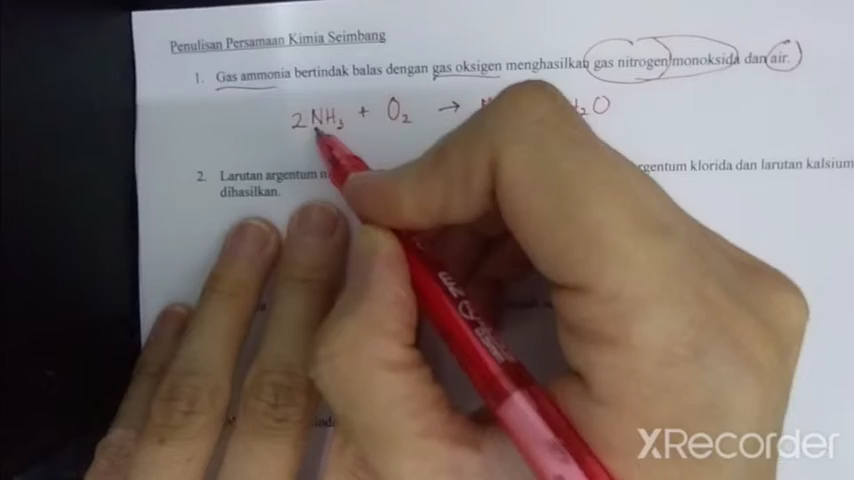 Penulisan Persamaan Kimia Seimbang
1. Gas ammonia bertindak balas dengan gas oksigen menghasilkan gas nitrogen monoksida dan air.
2NH₃ + O₂ → H₂O
2. Larutan argentum klorida dan larutan kalsium
dihasilkan.
XRecorder